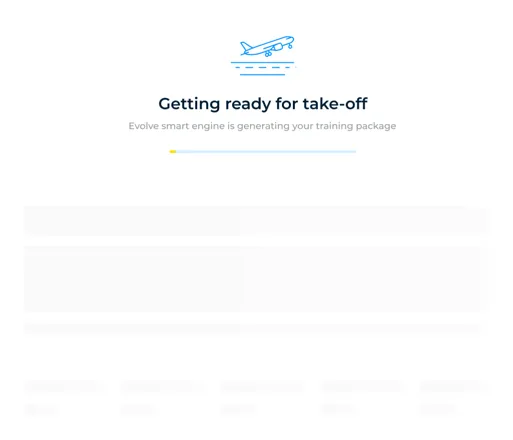 Getting ready for take-off
Evolve smart engine is generating your training package